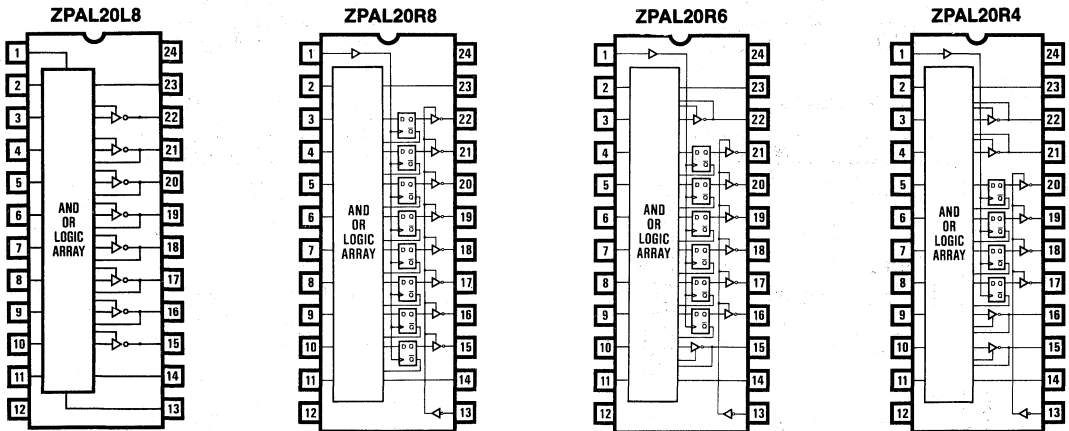 ZPAL20L8
1 24
2 23
3 22
4 21
5 20
6 19
7 18
8 17
9 16
10 15
11 14
12 13
AND
OR
LOGIC
ARRAY
ZPAL20R8
1 24
2 23
3 22
4 21
5 20
6 19
7 18
8 17
9 16
10 15
11 14
12 13
AND
OR
LOGIC
ARRAY
D Q
Q̅
D Q
Q̅
D Q
Q̅
D Q
Q̅
D Q
Q̅
D Q
Q̅
D Q
Q̅
D Q
Q̅
ZPAL20R6
1 24
2 23
3 22
4 21
5 20
6 19
7 18
8 17
9 16
10 15
11 14
12 13
AND
OR
LOGIC
ARRAY
D Q
Q̅
D Q
Q̅
D Q
Q̅
D Q
Q̅
D Q
Q̅
D Q
Q̅
ZPAL20R4
1 24
2 23
3 22
4 21
5 20
6 19
7 18
8 17
9 16
10 15
11 14
12 13
AND
OR
LOGIC
ARRAY
D Q
Q̅
D Q
Q̅
D Q
Q̅
D Q
Q̅